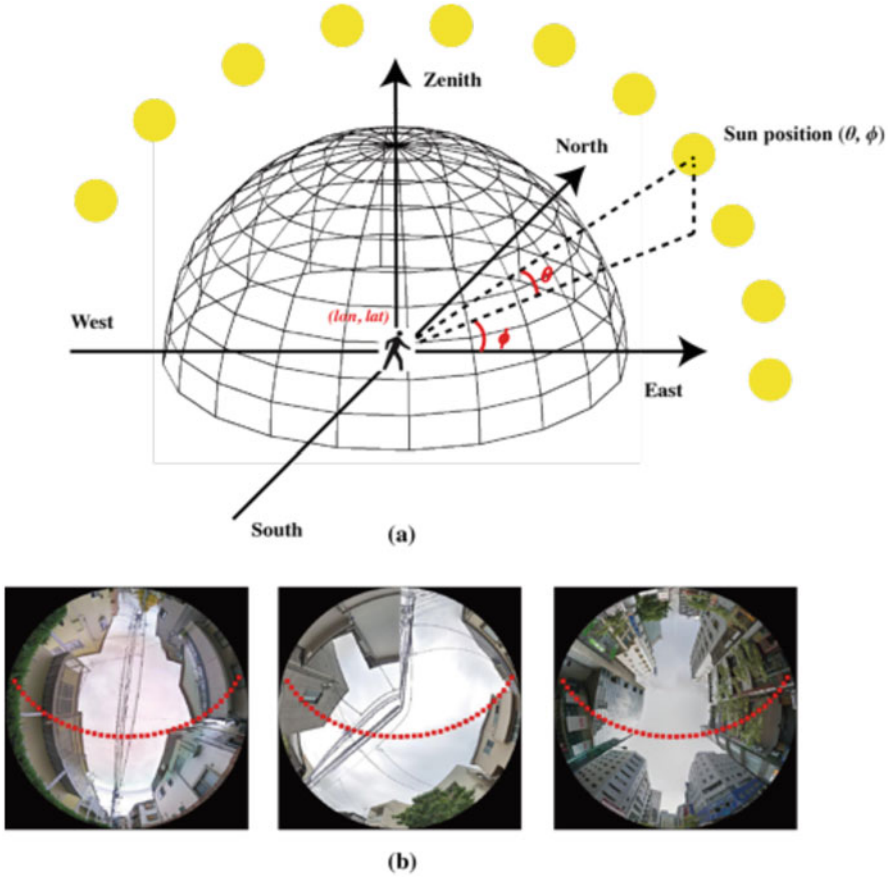 Zenith
Sun position (θ, ϕ)
North
θ
(lon, lat)
West
ϕ
East
South
(a)
(b)